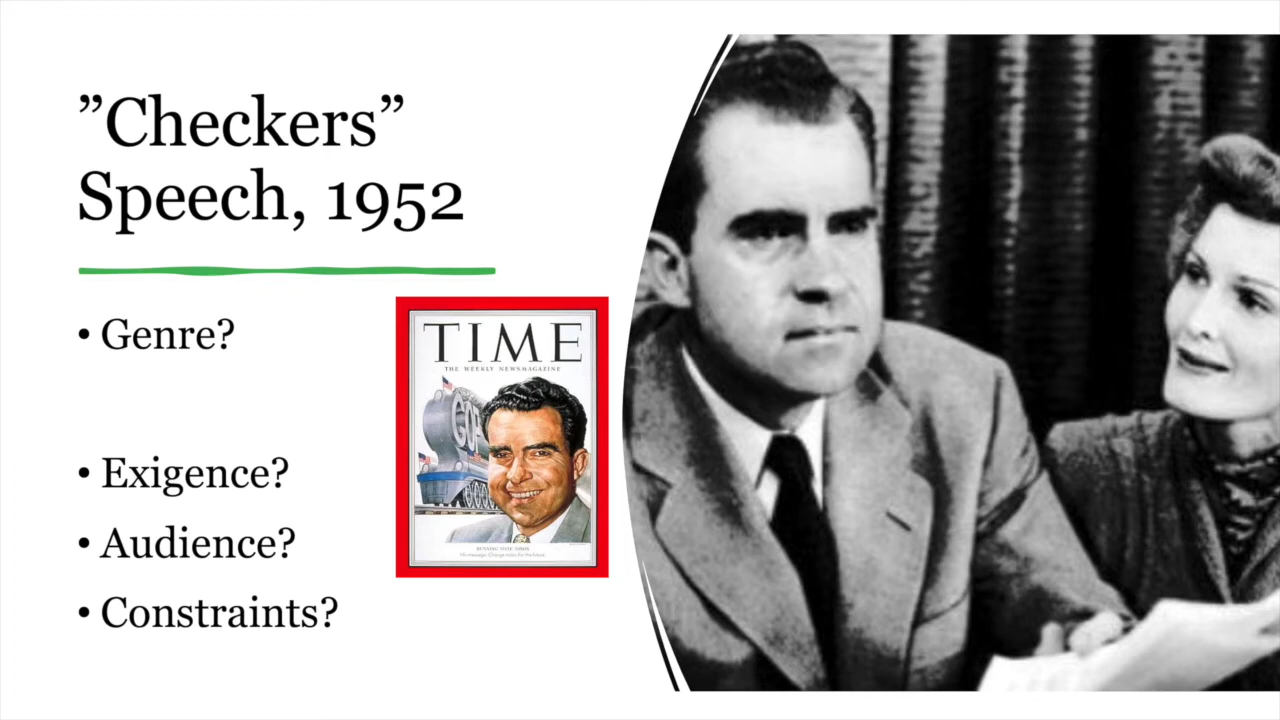 ”Checkers”
Speech, 1952
• Genre?
• Exigence?
• Audience?
• Constraints?
TIME
THE WEEKLY NEWSMAGAZINE
GOP